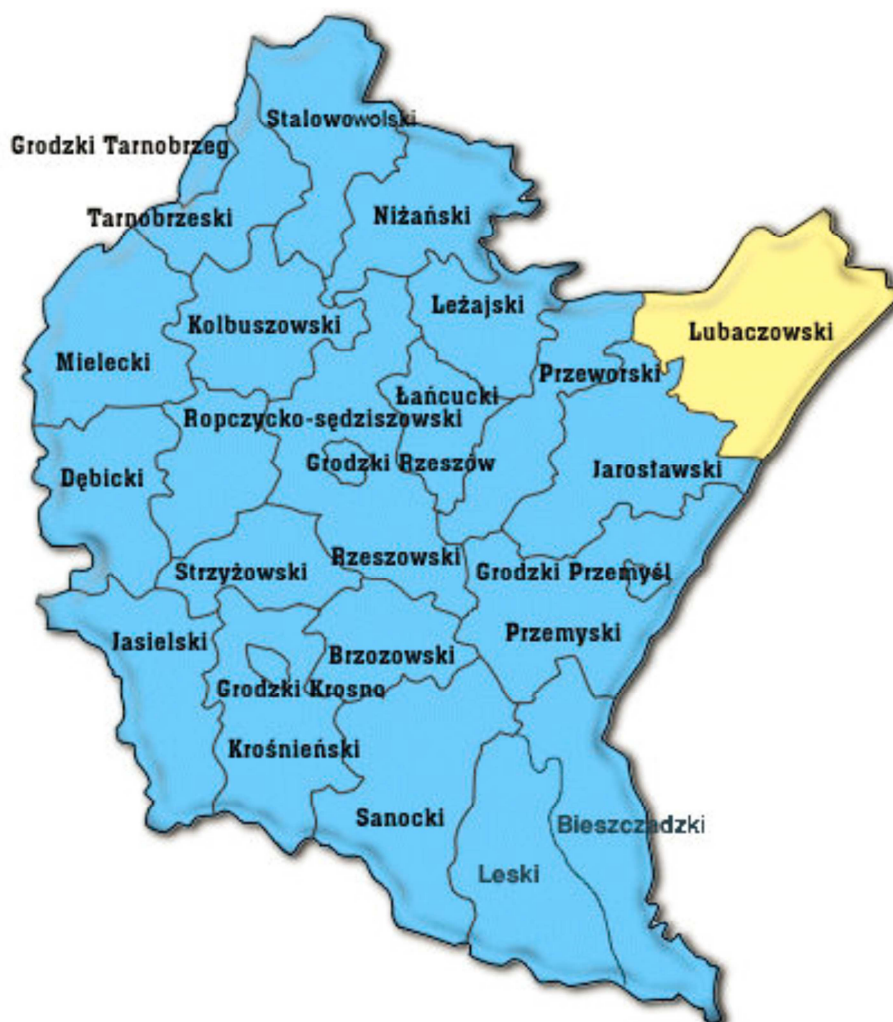 Stalowowolski
Grodzki Tarnobrzeg
Tarnobrzeski
Niżański
Leżajski
Kolbuszowski
Lubaczowski
Mielecki
Przeworski
Łańcucki
Ropczycko-sędziszowski
Grodzki Rzeszów
Jarosławski
Dębicki
Rzeszowski
Strzyżowski
Grodzki Przemyśl
Przemyski
Jasielski
Brzozowski
Grodzki Krosno
Krośnieński
Sanocki
Bieszczadzki
Leski